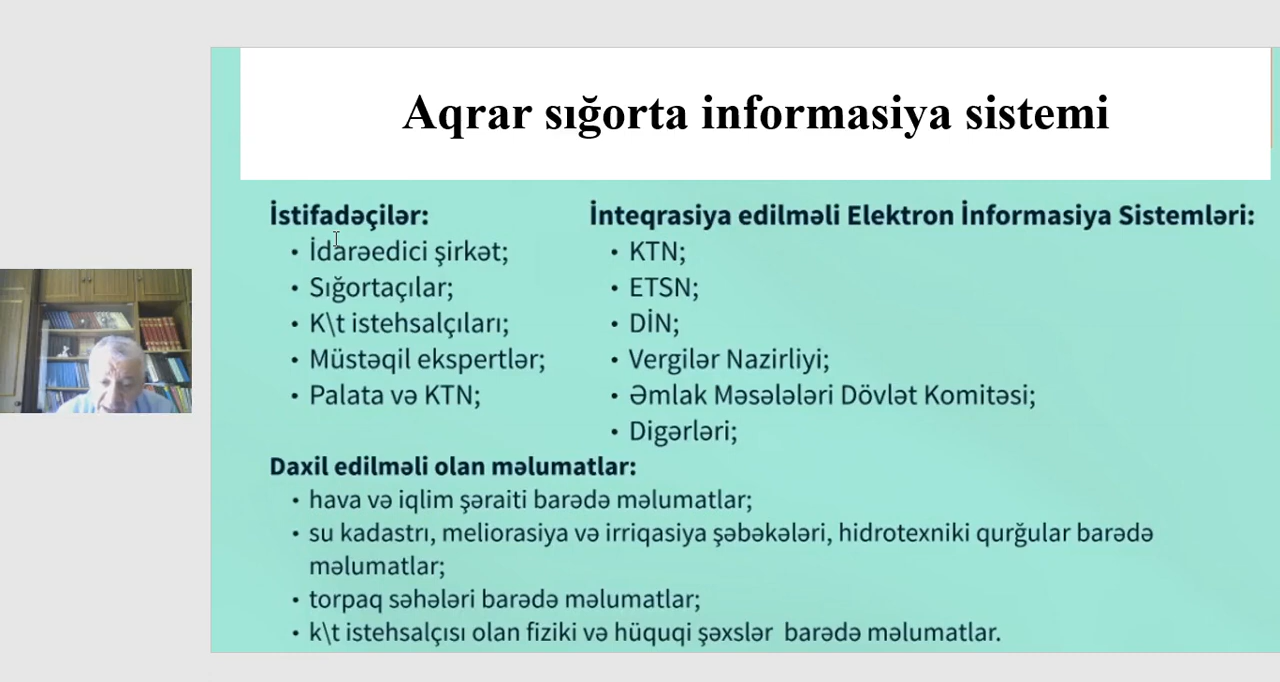 Aqrar sığorta informasiya sistemi
İstifadəçilər:
• İdarəedici şirkət;
• Sığortaçılar;
• K\t istehsalçıları;
• Müstəqil ekspertlər;
• Palata və KTN;
İnteqrasiya edilməli Elektron İnformasiya Sistemləri:
• KTN;
• ETSN;
• DİN;
• Vergilər Nazirliyi;
• Əmlak Məsələləri Dövlət Komitəsi;
• Digərləri;
Daxil edilməli olan məlumatlar:
• hava və iqlim şəraiti barədə məlumatlar;
• su kadastrı, meliorasiya və irriqasiya şəbəkələri, hidrotexniki qurğular barədə
məlumatlar;
• torpaq səhələri barədə məlumatlar;
• k\t istehsalçısı olan fiziki və hüquqi şəxslər barədə məlumatlar.